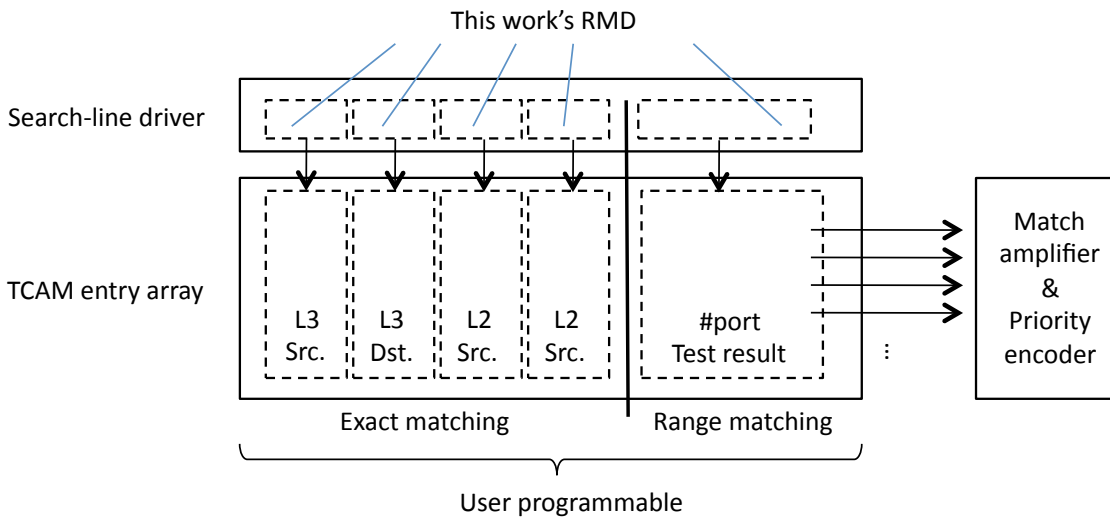 This work's RMD
Search-line driver
TCAM entry array
L3
Src.
L3
Dst.
L2
Src.
L2
Src.
#port
Test result
...
Match
amplifier
&
Priority
encoder
Exact matching
Range matching
User programmable